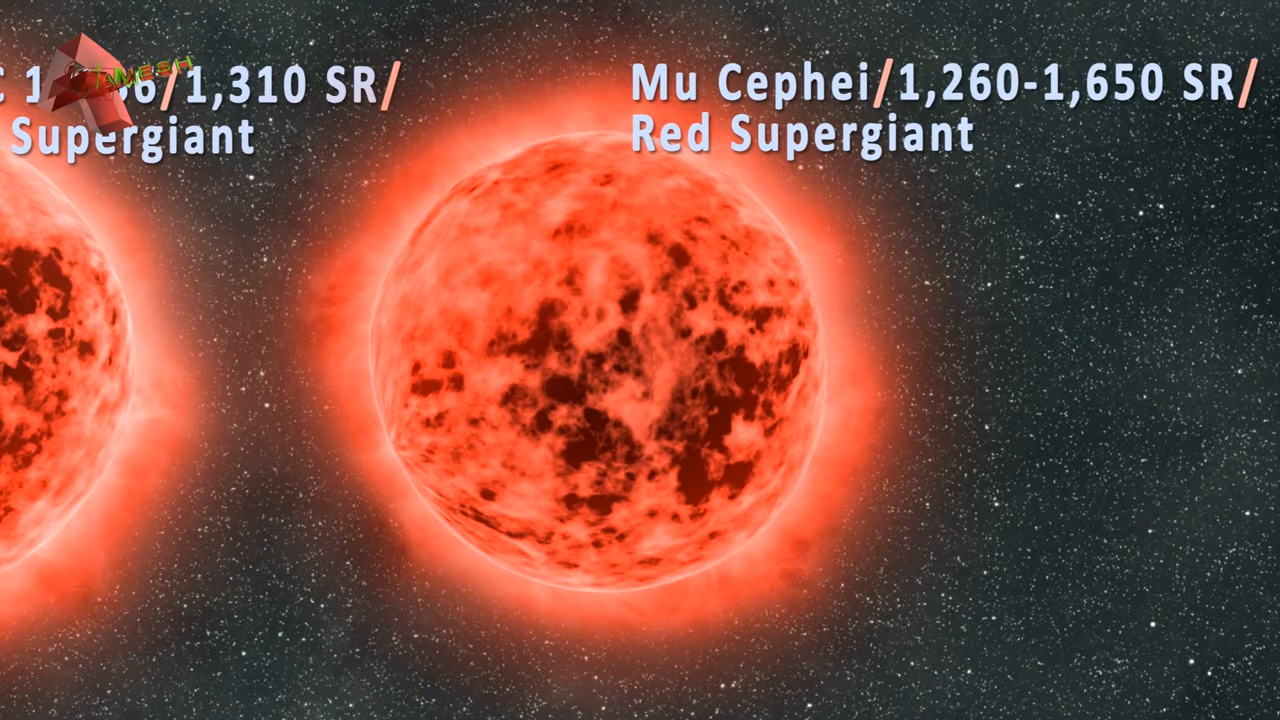 1,310 SR/
Supergiant
Mu Cephei/1,260-1,650 SR/
Red Supergiant